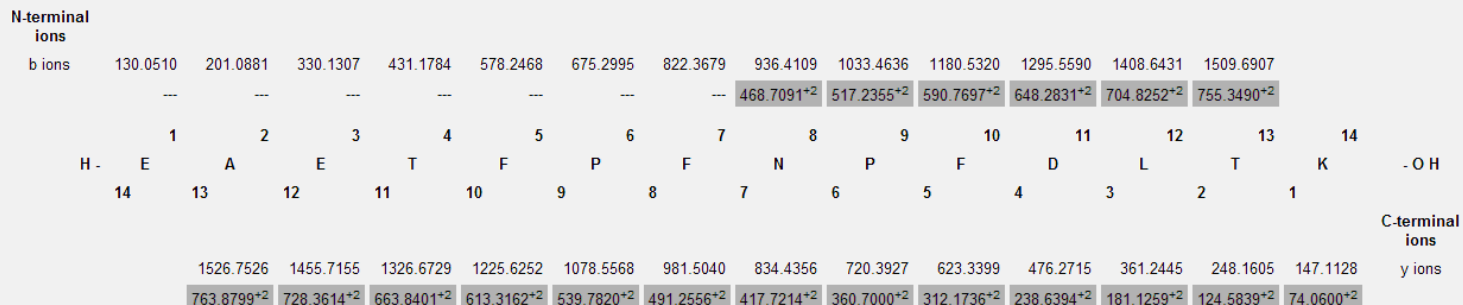 N-terminal
ions
b ions 130.0510 201.0881 330.1307 431.1784 578.2468 675.2995 822.3679 936.4109 1033.4636 1180.5320 1295.5590 1408.6431 1509.6907
--- --- --- --- --- --- --- 468.7091+2 517.2355+2 590.7697+2 648.2831+2 704.8252+2 755.3490+2
1 2 3 4 5 6 7 8 9 10 11 12 13 14
H - E A E T F P F N P F D L T K - O H
14 13 12 11 10 9 8 7 6 5 4 3 2 1
C-terminal
ions
1526.7526 1455.7155 1326.6729 1225.6252 1078.5568 981.5040 834.4356 720.3927 623.3399 476.2715 361.2445 248.1605 147.1128 y ions
763.8799+2 728.3614+2 663.8401+2 613.3162+2 539.7820+2 491.2556+2 417.7214+2 360.7000+2 312.1736+2 238.6394+2 181.1259+2 124.5839+2 74.0600+2